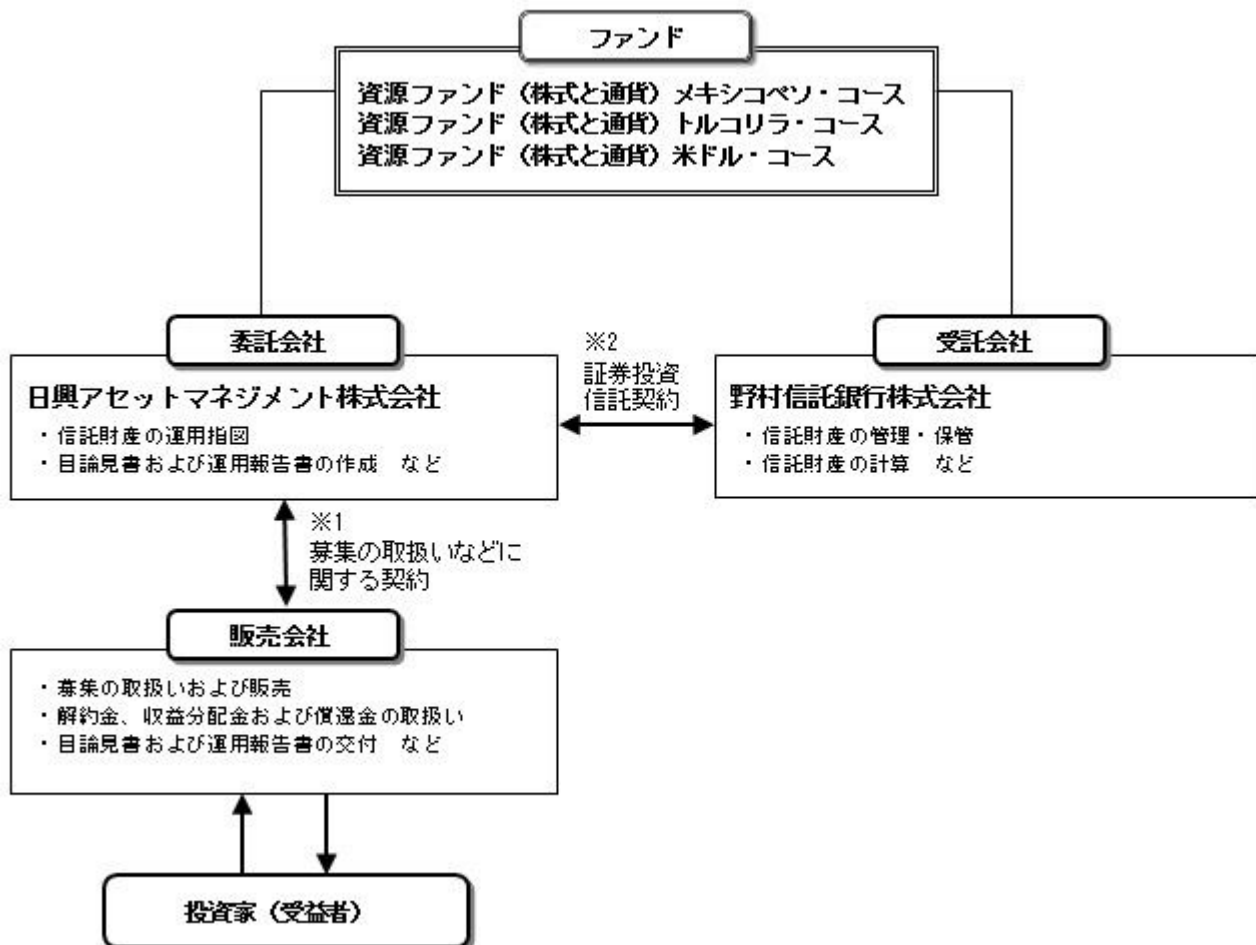 ファンド
資源ファンド（株式と通貨）メキシコペソ・コース
資源ファンド（株式と通貨）トルコリラ・コース
資源ファンド（株式と通貨）米ドル・コース
委託会社
日興アセットマネジメント株式会社
・信託財産の運用指図
・目論見書および運用報告書の作成　など
※2
証券投資
信託契約
受託会社
野村信託銀行株式会社
・信託財産の管理・保管
・信託財産の計算　など
※1
募集の取扱いなどに
関する契約
販売会社
・募集の取扱いおよび販売
・解約金、収益分配金および償還金の取扱い
・目論見書および運用報告書の交付　など
投資家（受益者）